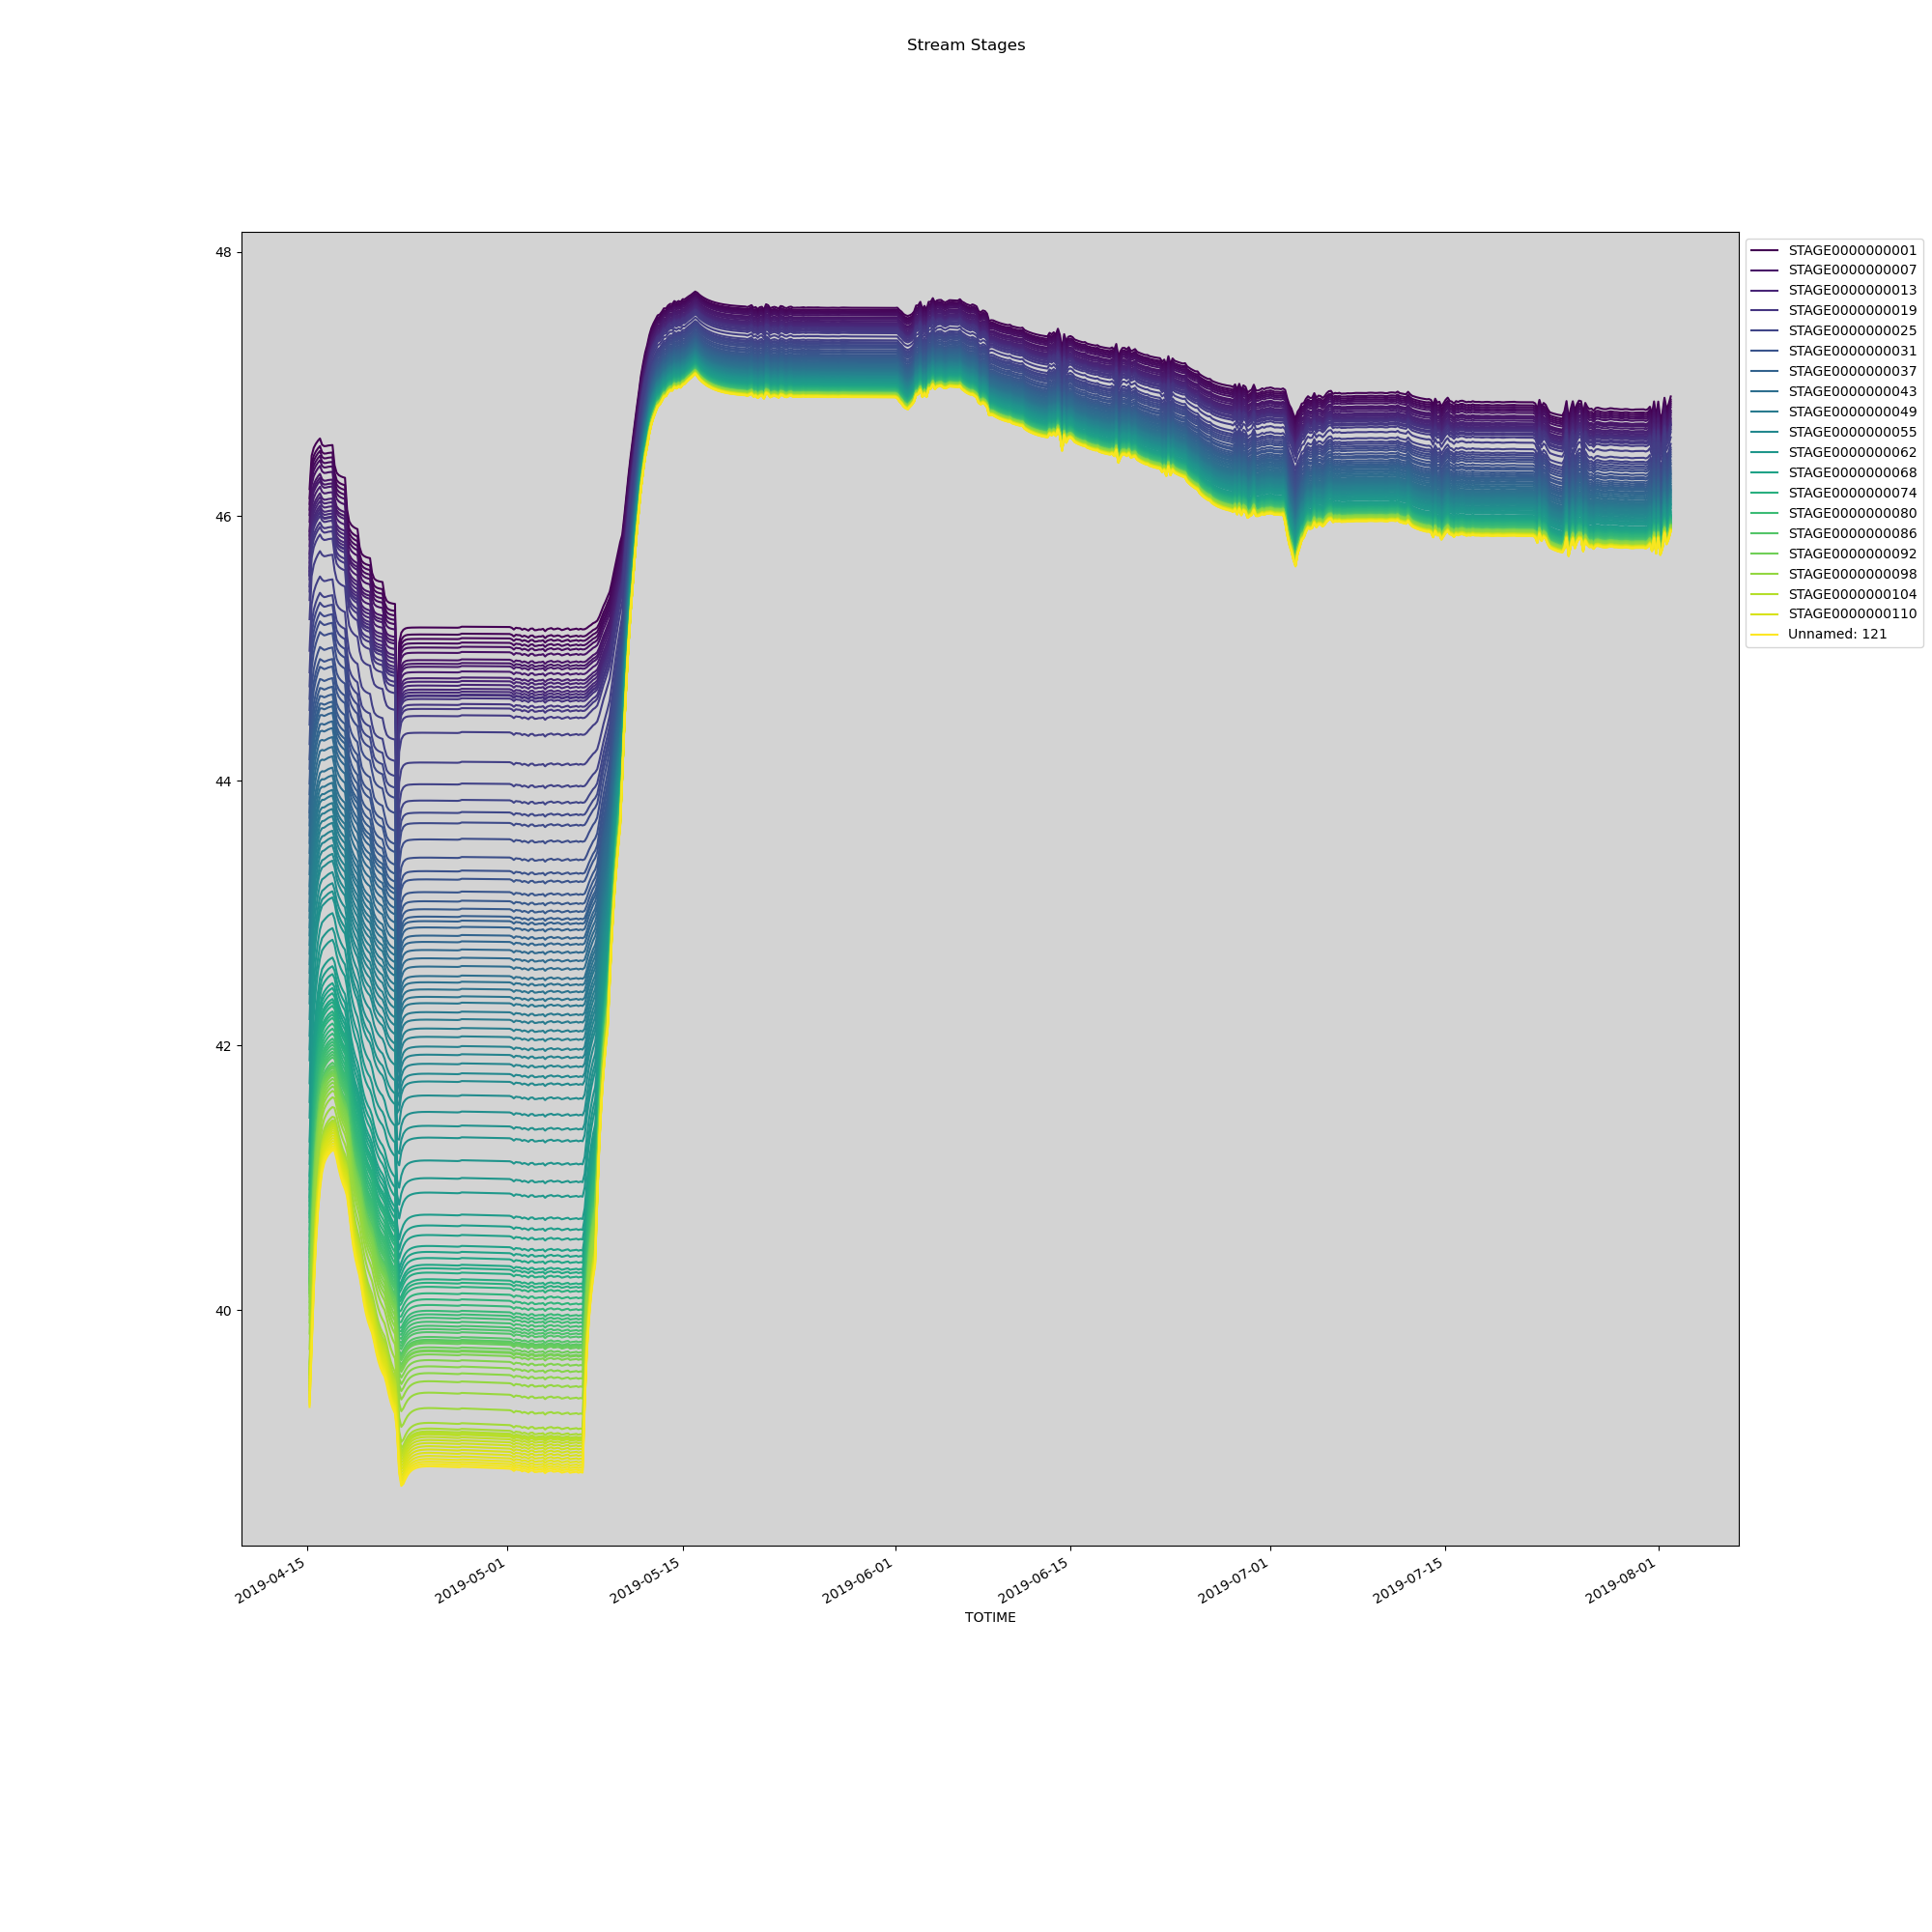 Stream Stages
48
46
44
42
40
2019-04-15
2019-05-01
2019-05-15
2019-06-01
2019-06-15
2019-07-01
2019-07-15
2019-08-01
TOTIME
STAGE0000000001
STAGE0000000007
STAGE0000000013
STAGE0000000019
STAGE0000000025
STAGE0000000031
STAGE0000000037
STAGE0000000043
STAGE0000000049
STAGE0000000055
STAGE0000000062
STAGE0000000068
STAGE0000000074
STAGE0000000080
STAGE0000000086
STAGE0000000092
STAGE0000000098
STAGE0000000104
STAGE0000000110
Unnamed: 121